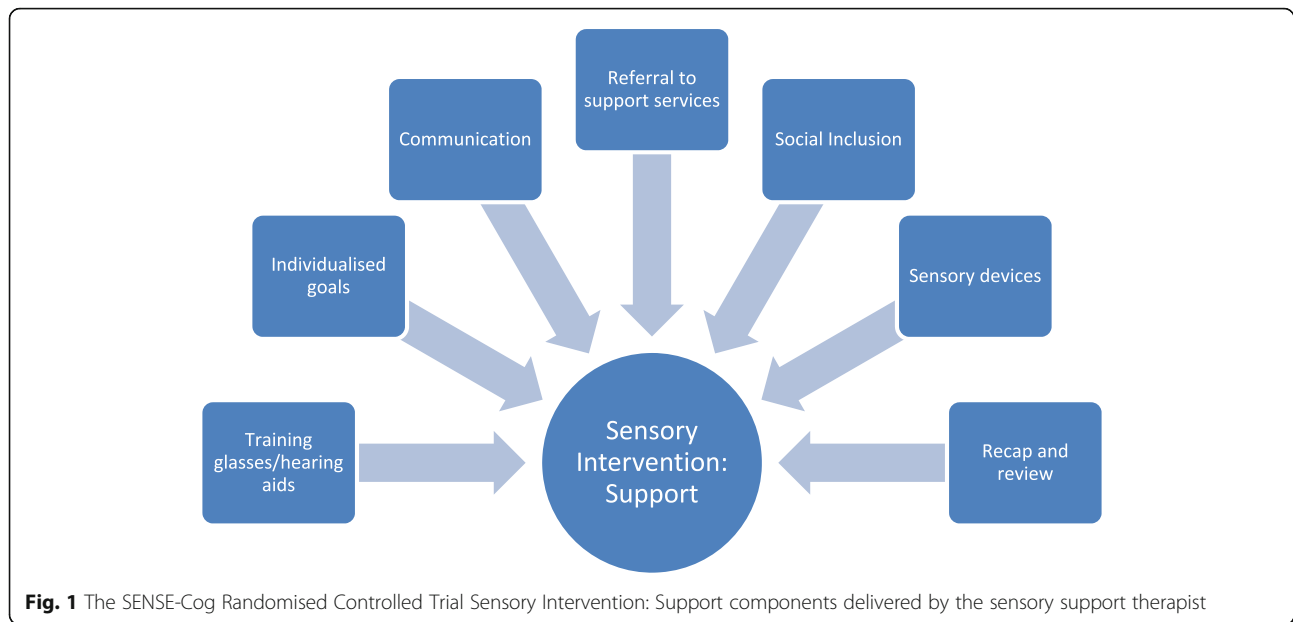 Referral to
support services
Communication
Social Inclusion
Individualised
goals
Sensory devices
Training
glasses/hearing
aids
Sensory
Intervention:
Support
Recap and
review
Fig. 1 The SENSE-Cog Randomised Controlled Trial Sensory Intervention: Support components delivered by the sensory support therapist